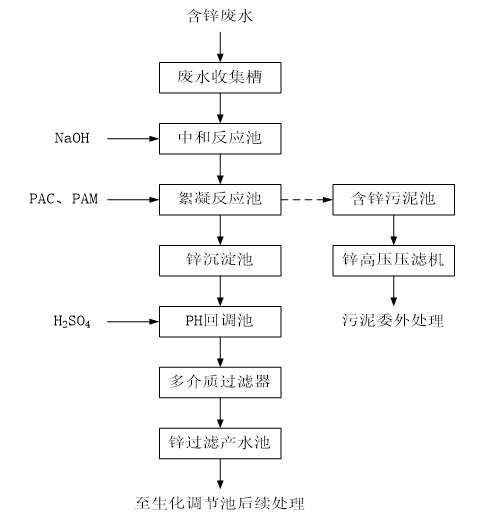 含锌废水
废水收集槽
NaOH
中和反应池
PAC、PAM
絮凝反应池
含锌污泥池
锌沉淀池
锌高压压滤机
H₂SO₄
PH回调池
污泥委外处理
多介质过滤器
锌过滤产水池
至生化调节池后续处理